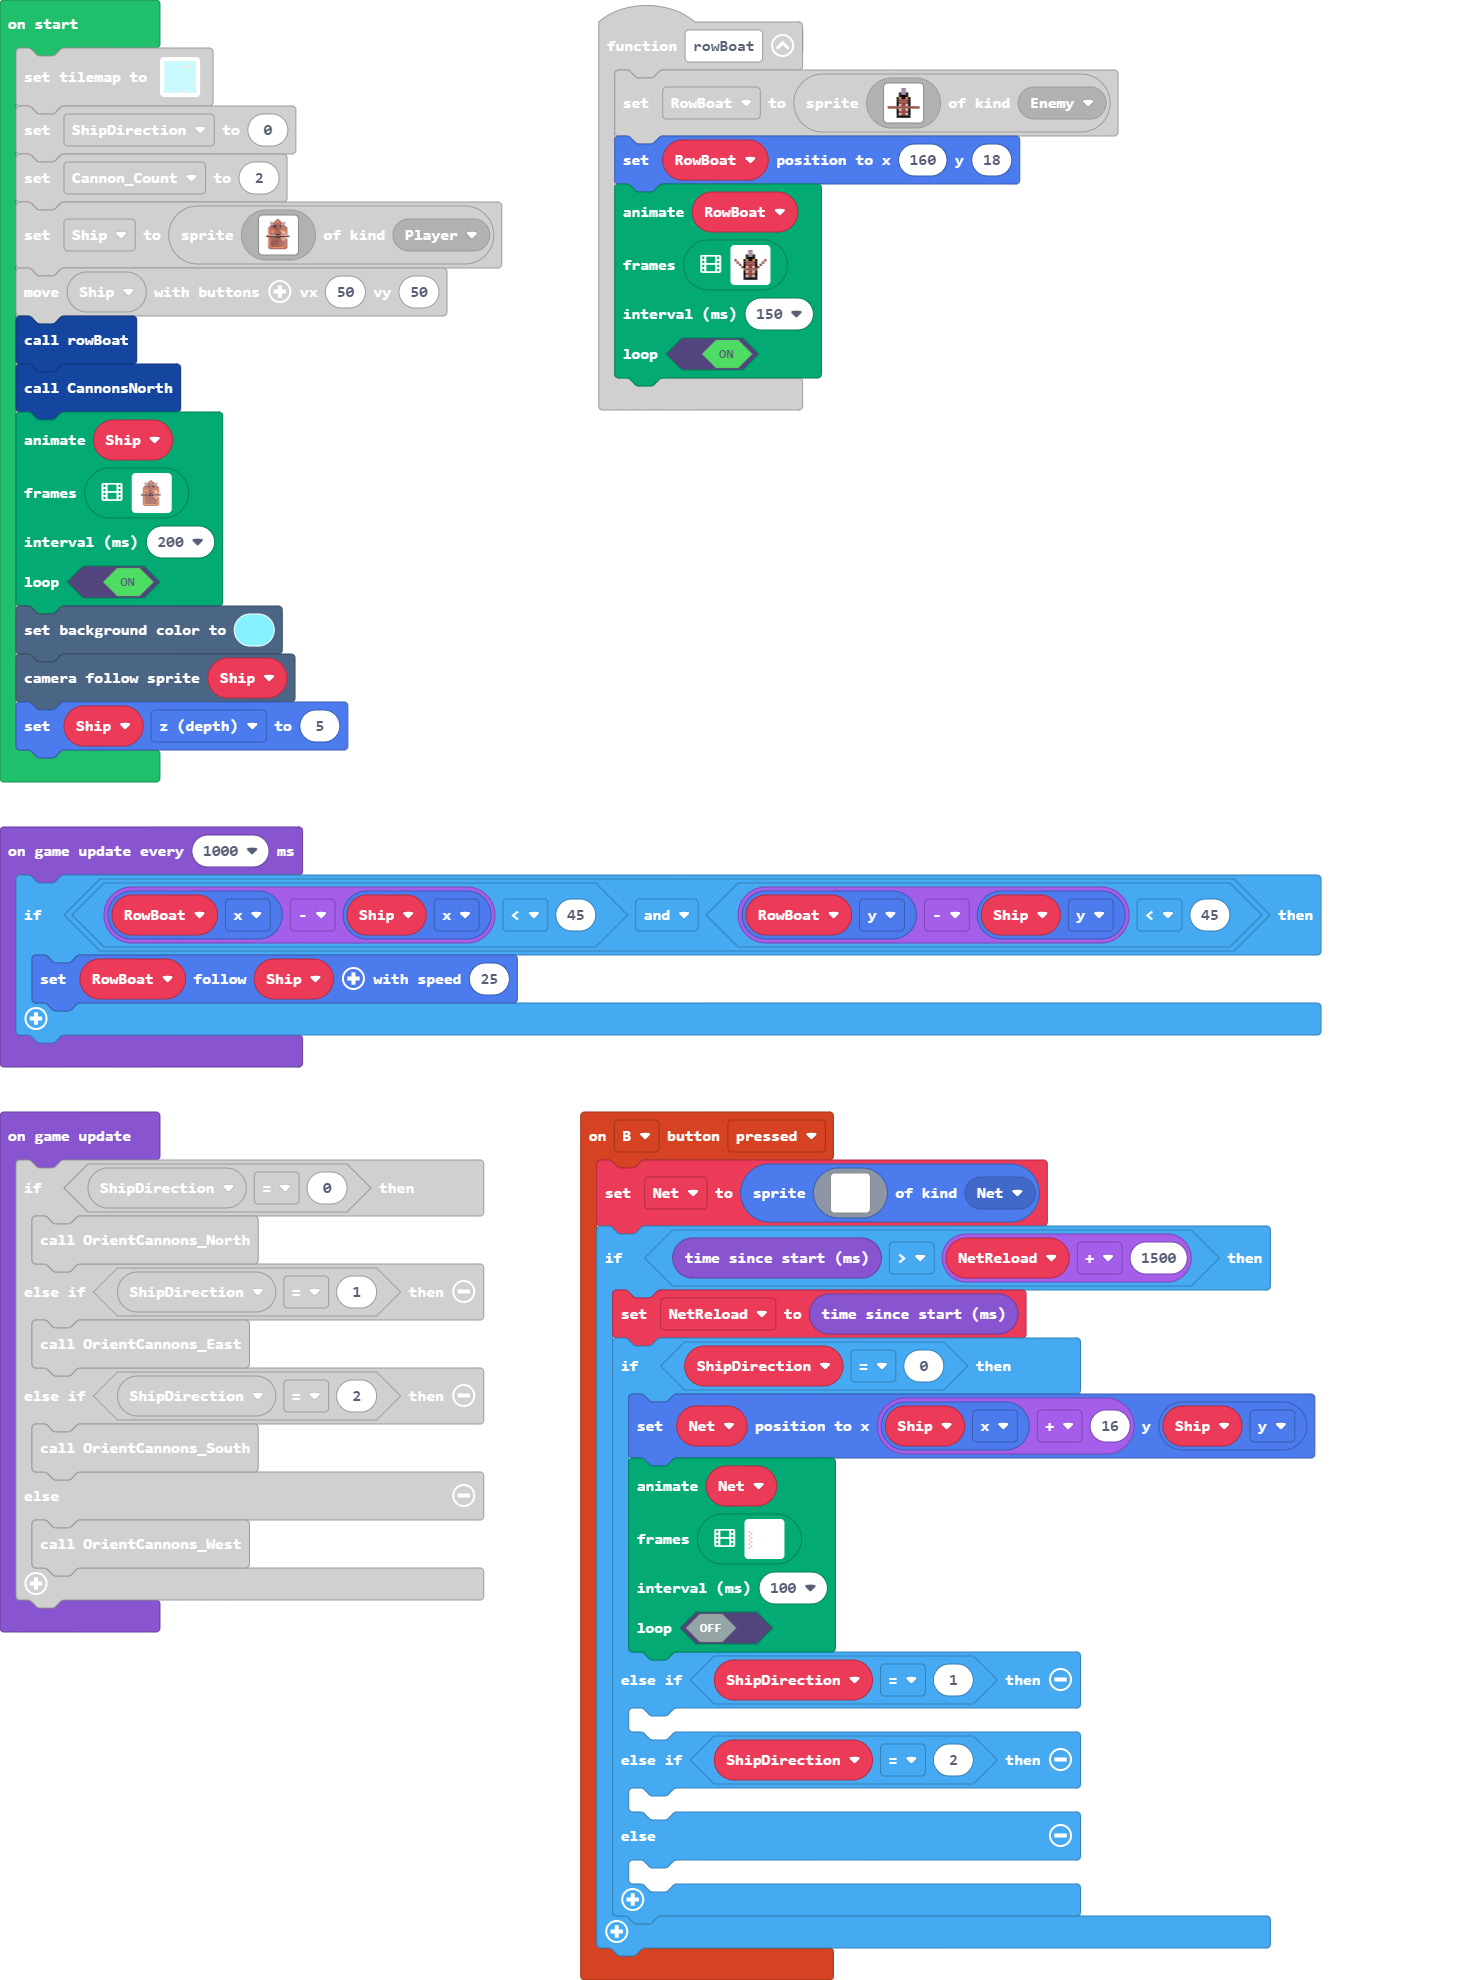 on start
set tilemap to
set ShipDirection to 0
set Cannon_Count to 2
set Ship to sprite of kind Player
move Ship with buttons vx 50 vy 50
call rowBoat
call CannonsNorth
animate Ship
frames
interval (ms) 200
loop ON
set background color to
camera follow sprite Ship
set Ship z (depth) to 5
function rowBoat
set RowBoat to sprite of kind Enemy
set RowBoat position to x 160 y 18
animate RowBoat
frames
interval (ms) 150
loop ON
on game update every 1000 ms
if RowBoat x - Ship x < 45 and RowBoat y - Ship y < 45 then
set RowBoat follow Ship with speed 25
on game update
if ShipDirection = 0 then
call OrientCannons_North
else if ShipDirection = 1 then
call OrientCannons_East
else if ShipDirection = 2 then
call OrientCannons_South
else
call OrientCannons_West
on B button pressed
set Net to sprite of kind Net
if time since start (ms) > NetReload + 1500 then
set NetReload to time since start (ms)
if ShipDirection = 0 then
set Net position to x Ship x + 16 y Ship y
animate Net
frames
interval (ms) 100
loop OFF
else if ShipDirection = 1 then
else if ShipDirection = 2 then
else